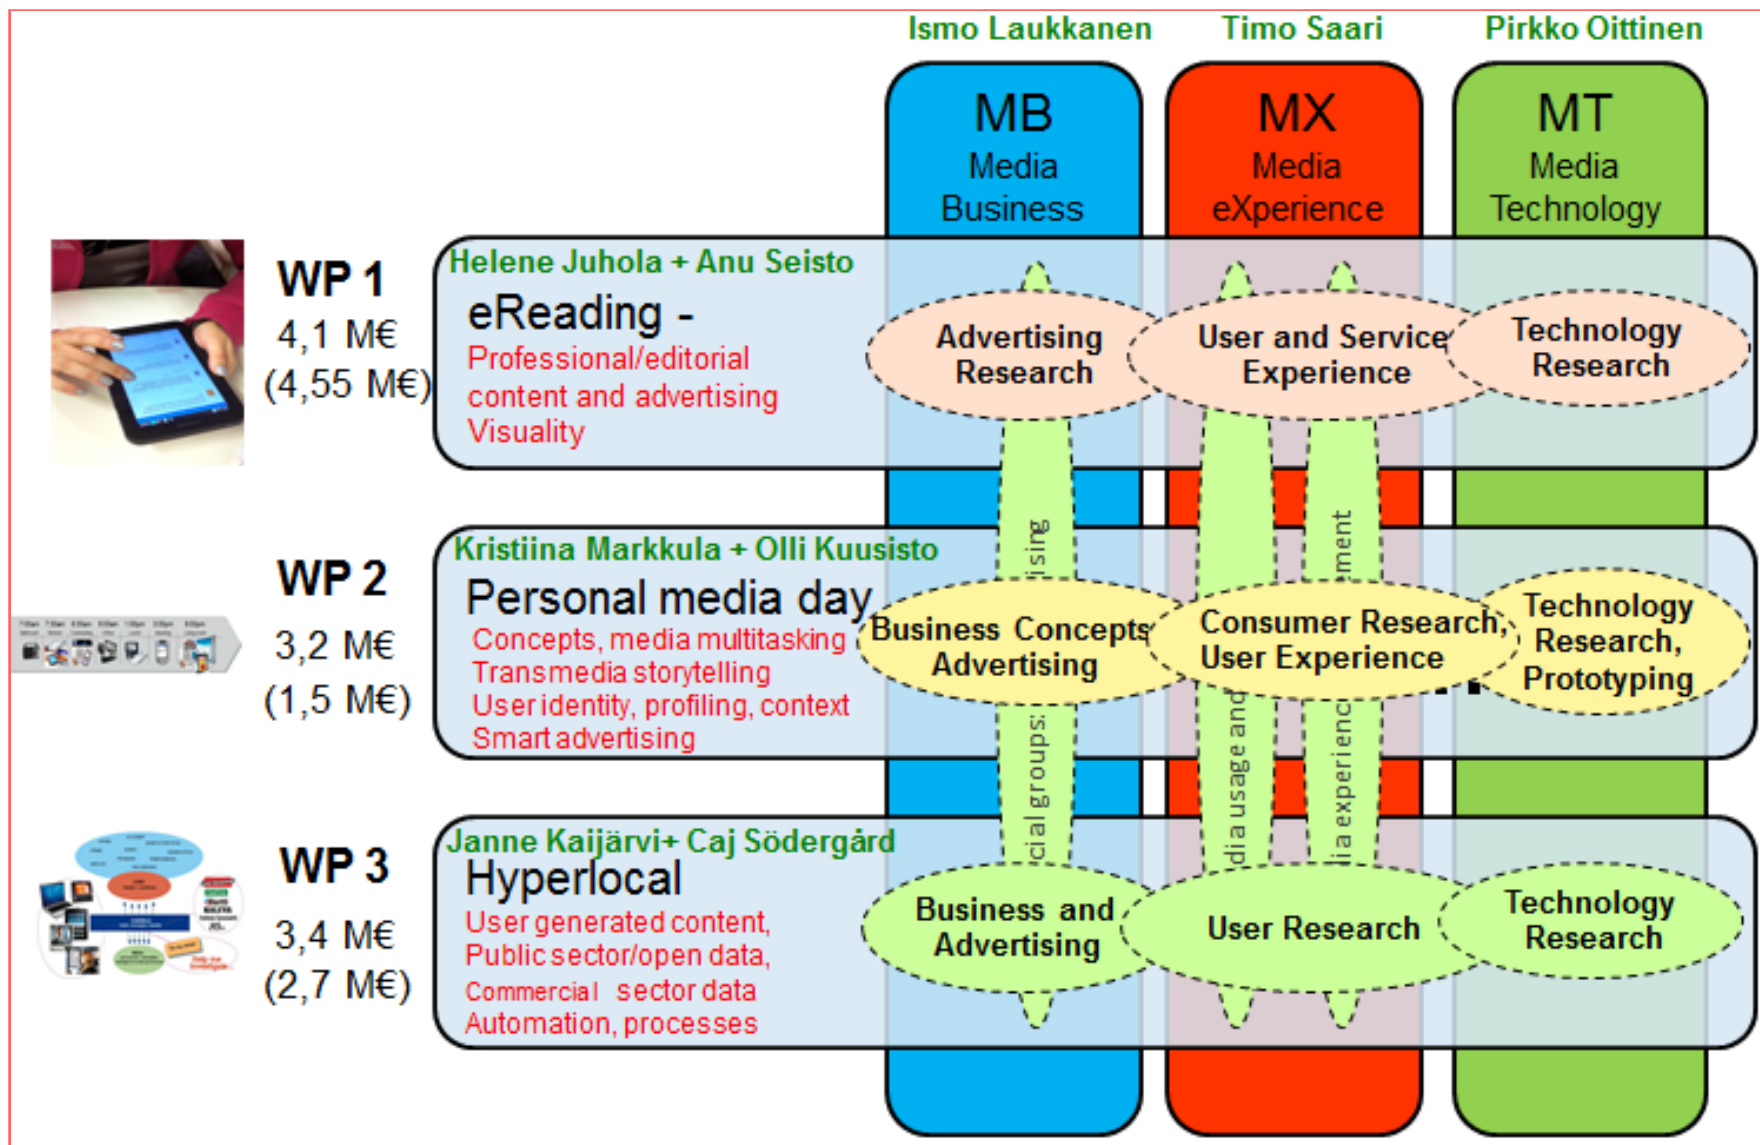 Ismo Laukkanen
Timo Saari
Pirkko Oittinen
MB
Media
Business
MX
Media
eXperience
MT
Media
Technology
WP 1
4,1 M€
(4,55 M€)
Helene Juhola + Anu Seisto
eReading -
Professional/editorial
content and advertising
Visuality
Advertising
Research
User and Service
Experience
Technology
Research
WP 2
3,2 M€
(1,5 M€)
Kristiina Markkula + Olli Kuusisto
Personal media day
Concepts, media multitasking
Transmedia storytelling
User identity, profiling, context
Smart advertising
Business Concepts
Advertising
Consumer Research,
User Experience
Technology
Research,
Prototyping
groups:
usage and
experienc
WP 3
3,4 M€
(2,7 M€)
Janne Kaijärvi+ Caj Södergård
Hyperlocal
User generated content,
Public sector/open data,
Commercial sector data
Automation, processes
Business and
Advertising
User Research
Technology
Research